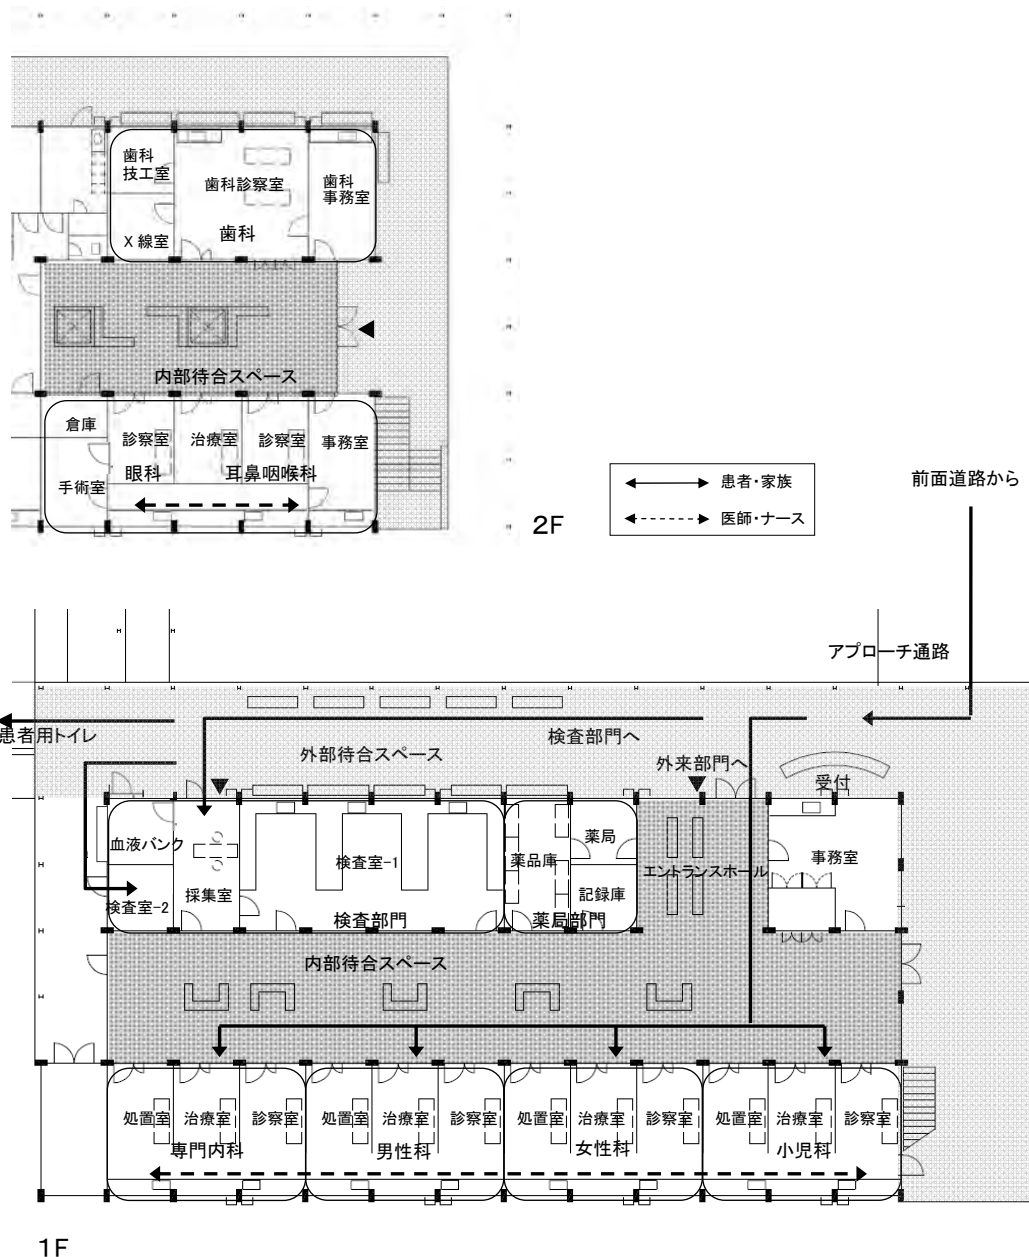 歯科
技工室
歯科診察室
歯科
事務室
X線室
歯科
内部待合スペース
倉庫
診察室
治療室
診察室
事務室
眼科
耳鼻咽喉科
手術室
2F
患者・家族
医師・ナース
前面道路から
アプローチ通路
患者用トイレ
検査部門へ
外部待合スペース
外来部門へ
受付
血液バンク
検査室-1
薬品庫
薬局
エントランスホール
事務室
検査室-2
採集室
記録庫
検査部門
薬局部門
内部待合スペース
処置室
治療室
診察室
処置室
治療室
診察室
処置室
治療室
診察室
処置室
治療室
診察室
専門内科
男性科
女性科
小児科
1F